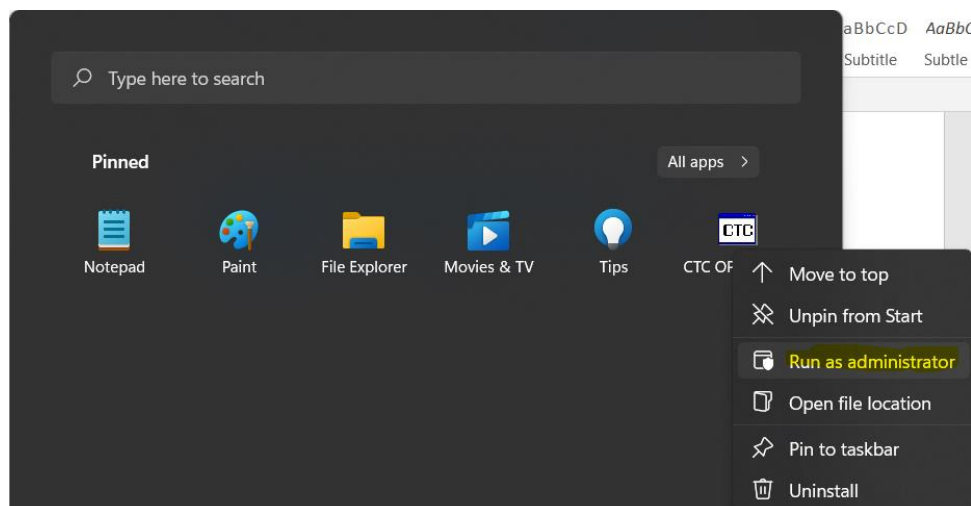 aBbCcD AaBbC
Subtitle Subtle
Type here to search
Pinned
All apps
CTC
Notepad Paint File Explorer Movies & TV Tips CTC OF
Move to top
Unpin from Start
Run as administrator
Open file location
Pin to taskbar
Uninstall